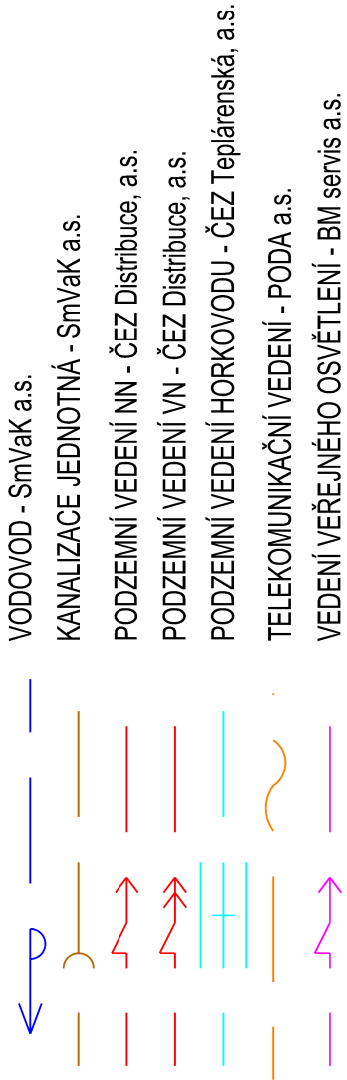 VODOVOD - SmVaK a.s.
KANALIZACE JEDNOTNÁ - SmVaK a.s.
PODZEMNÍ VEDENÍ NN - ČEZ Distribuce, a.s.
PODZEMNÍ VEDENÍ VN - ČEZ Distribuce, a.s.
PODZEMNÍ VEDENÍ HORKOVODU - ČEZ Teplárenská, a.s.
TELEKOMUNIKAČNÍ VEDENÍ - PODA a.s.
VEDENÍ VEŘEJNÉHO OSVĚTLENÍ - BM servis a.s.